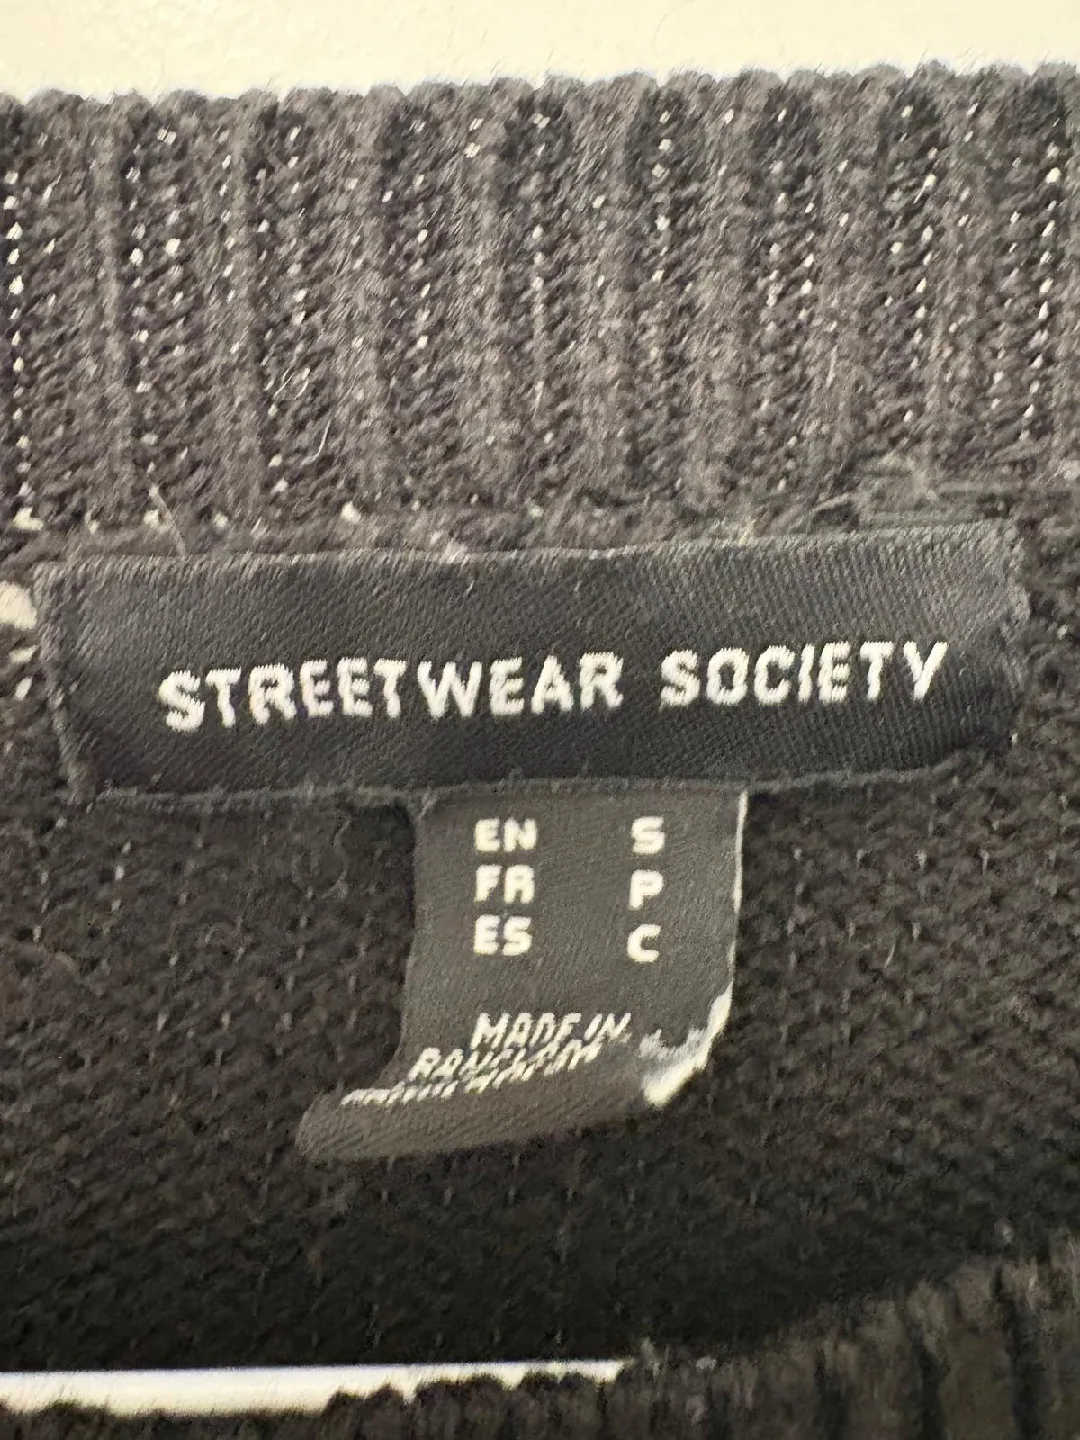 STREETWEAR SOCIETY
EN S
FR P
ES C
MADE IN